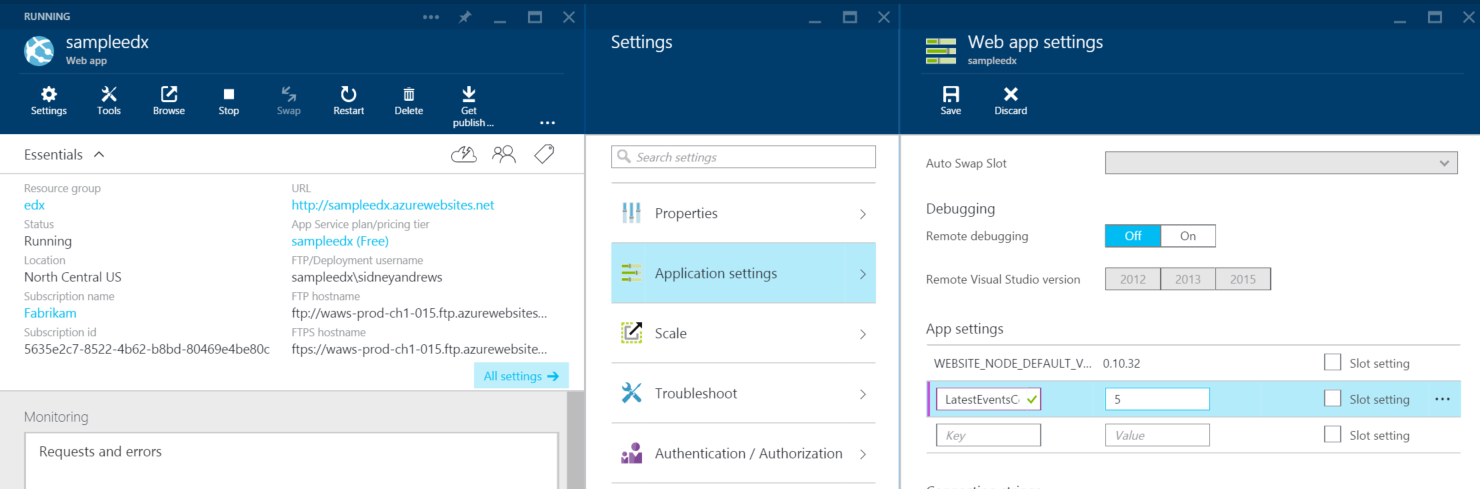 RUNNING
sampleedx
Web app
Settings
Tools
Browse
Stop
Swap
Restart
Delete
Get publish...
Essentials
Resource group
edx
Status
Running
Location
North Central US
Subscription name
Fabrikam
Subscription id
5635e2c7-8522-4b62-b8bd-80469e4be80c
URL
http://sampleedx.azurewebsites.net
App Service plan/pricing tier
sampleedx (Free)
FTP/Deployment username
sampleedx\sidneyandrews
FTP hostname
ftp://waws-prod-ch1-015.ftp.azurewebsites...
FTPS hostname
ftps://waws-prod-ch1-015.ftp.azurewebsite...
All settings
Monitoring
Requests and errors
Settings
Search settings
Properties
Application settings
Scale
Troubleshoot
Authentication / Authorization
Web app settings
sampleedx
Save
Discard
Auto Swap Slot
Debugging
Remote debugging
Off
On
Remote Visual Studio version
2012
2013
2015
App settings
WEBSITE_NODE_DEFAULT_V... 0.10.32 Slot setting
LatestEventsC 5 Slot setting
Key Value Slot setting